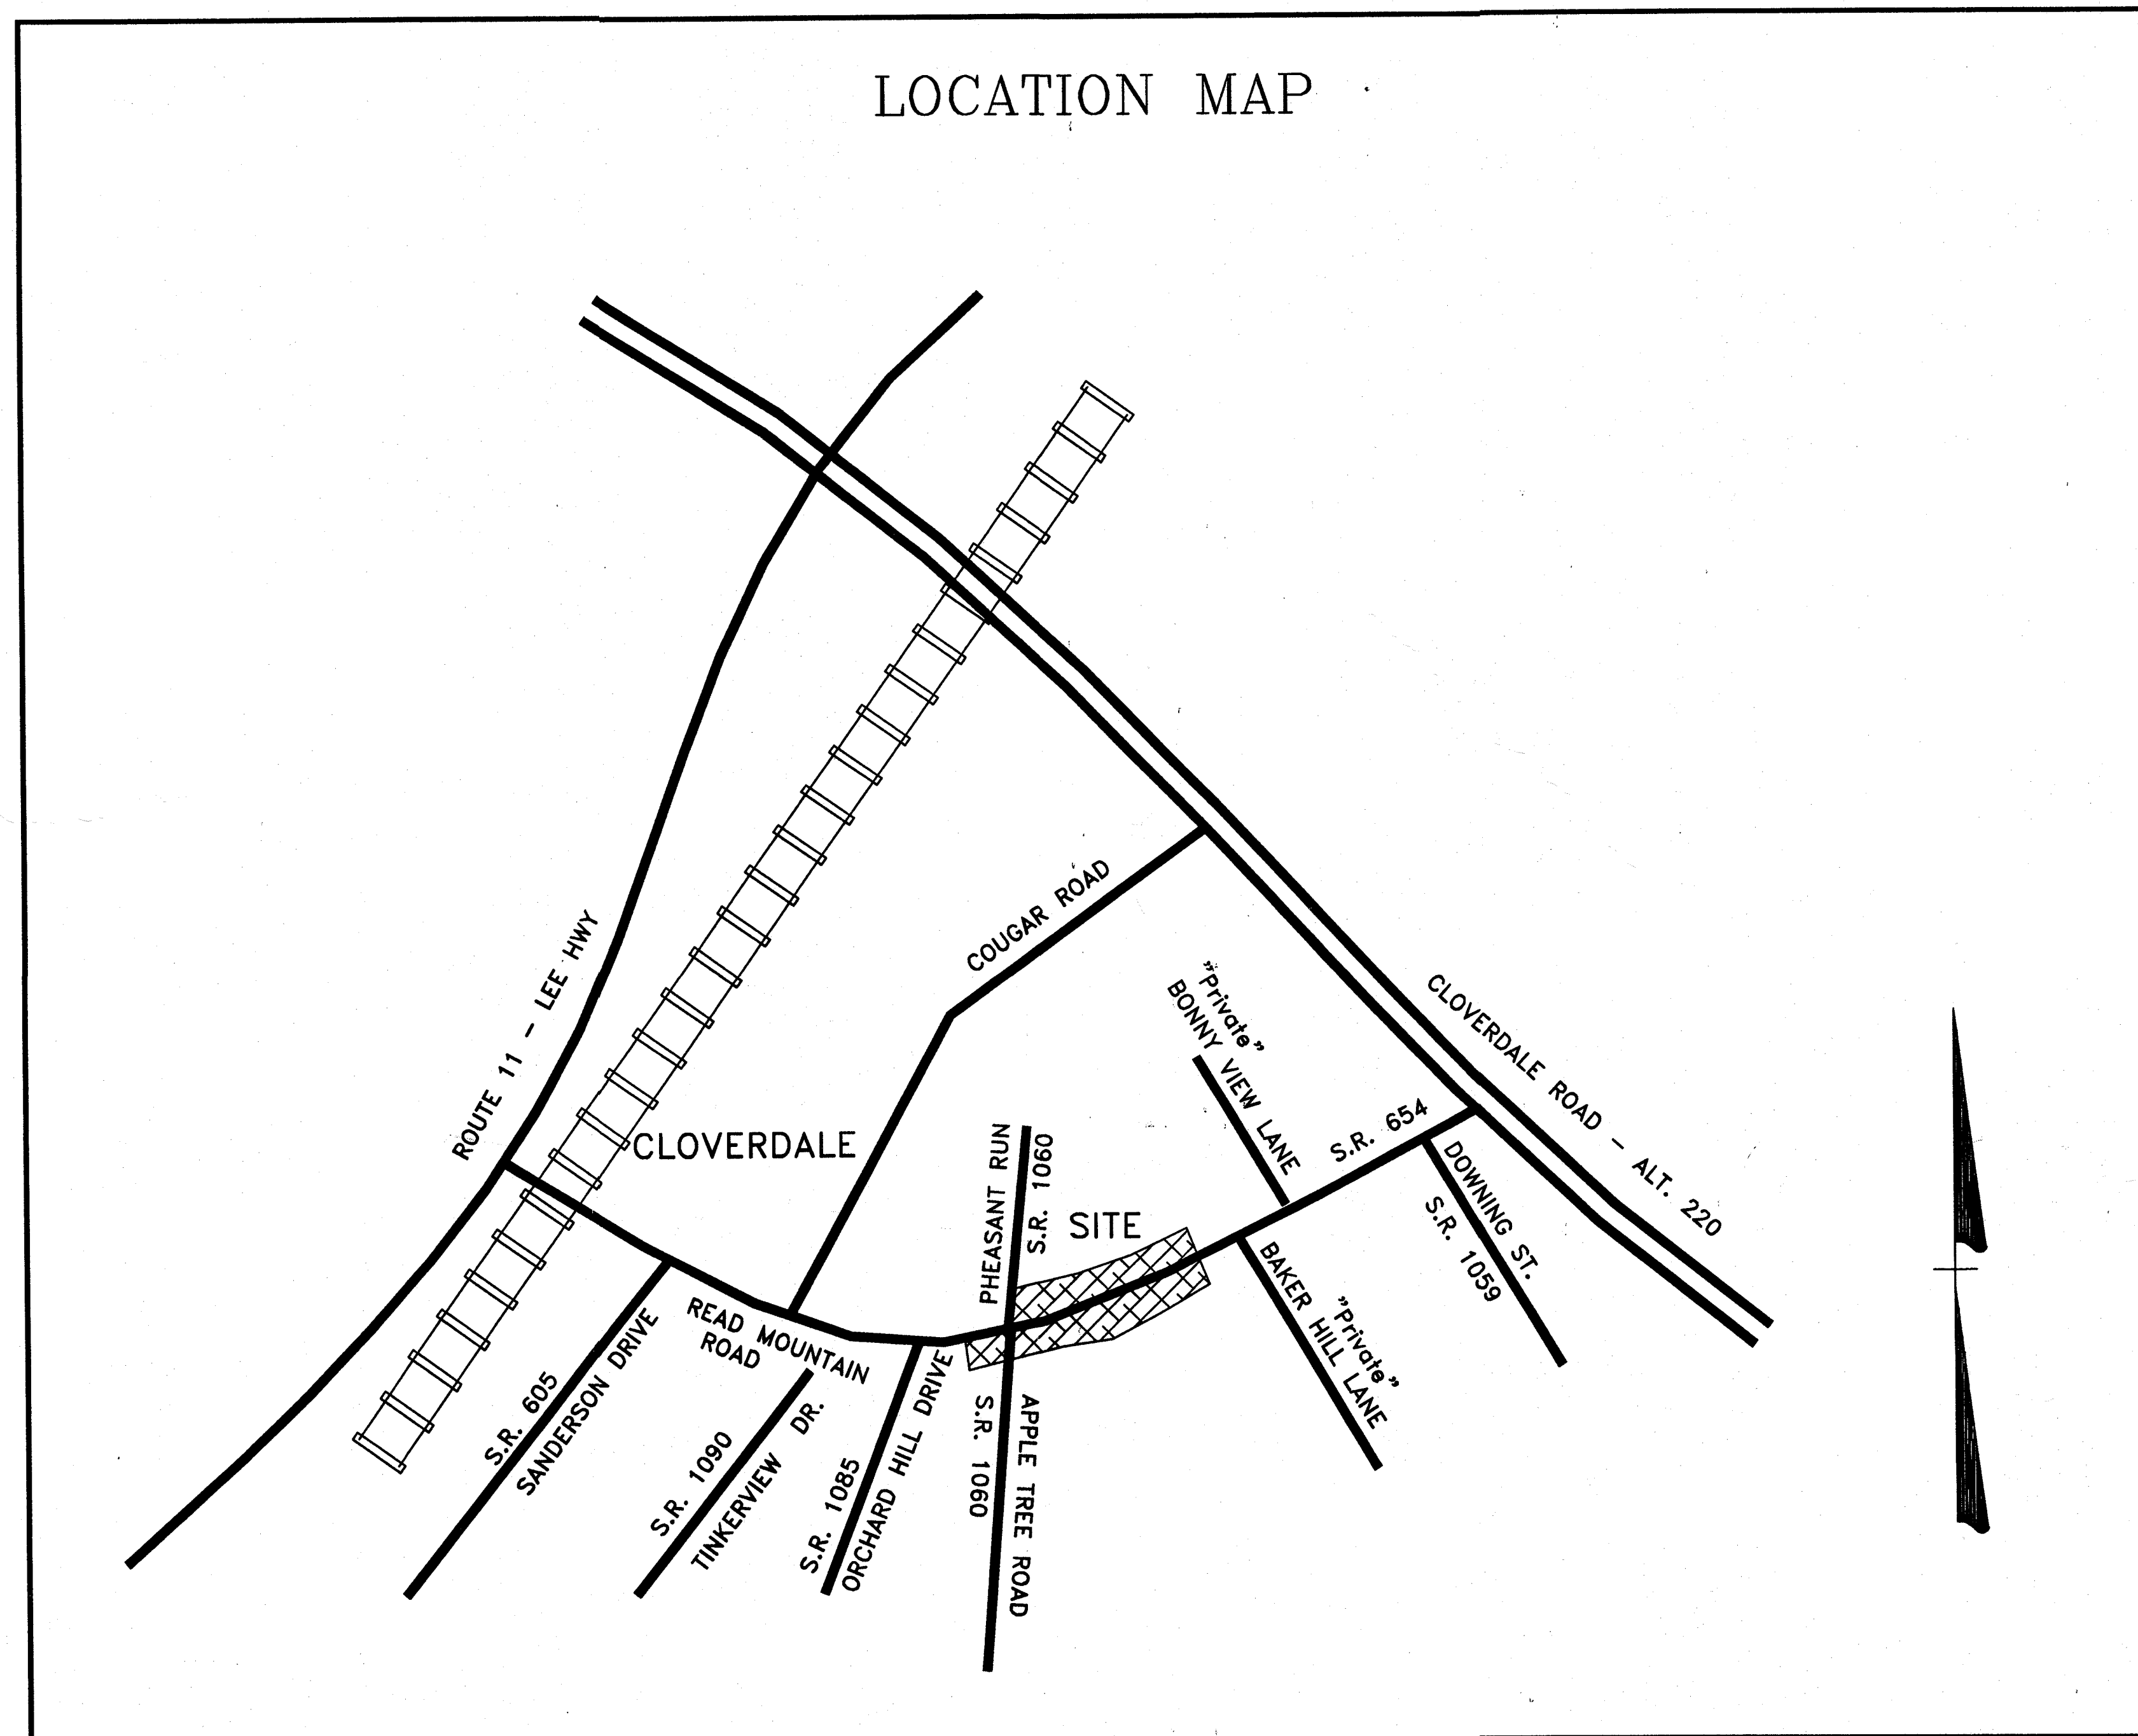 LOCATION MAP
ROUTE 11 - LEE HWY
COUGAR ROAD
"Private"
BONNY VIEW LANE
CLOVERDALE ROAD - ALT. 220
CLOVERDALE
PHEASANT RUN
S.R. 1060
SITE
S.R. 654
DOWNING ST.
S.R. 1059
BAKER HILL LANE
"Private"
READ MOUNTAIN
ROAD
S.R. 605
SANDERSON DRIVE
S.R. 1090
TINKERVIEW DR.
S.R. 1085
ORCHARD HILL DRIVE
S.R. 1060
APPLE TREE ROAD